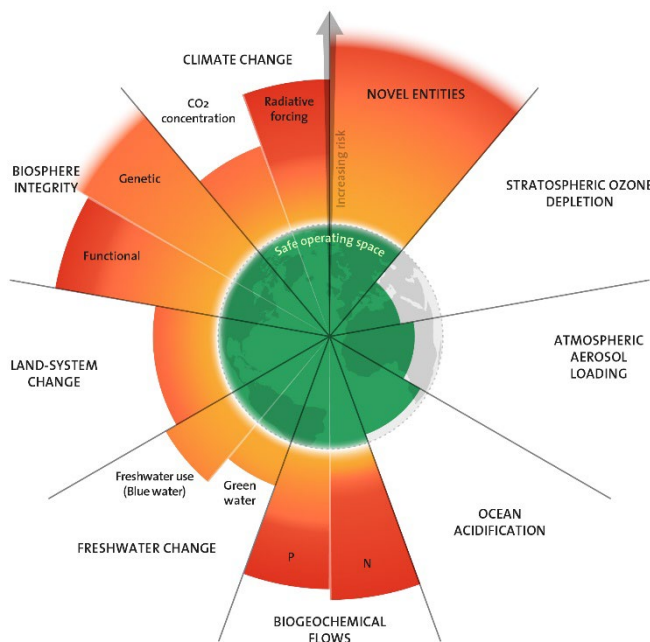 CLIMATE CHANGE
CO2
concentration
Radiative
forcing
NOVEL ENTITIES
Increasing risk
BIOSPHERE
INTEGRITY
Genetic
Functional
STRATOSPHERIC OZONE
DEPLETION
Safe operating space
ATMOSPHERIC
AEROSOL
LOADING
LAND-SYSTEM
CHANGE
Freshwater use
(Blue water)
Green
water
FRESHWATER CHANGE
OCEAN
ACIDIFICATION
P
N
BIOGEOCHEMICAL
FLOWS